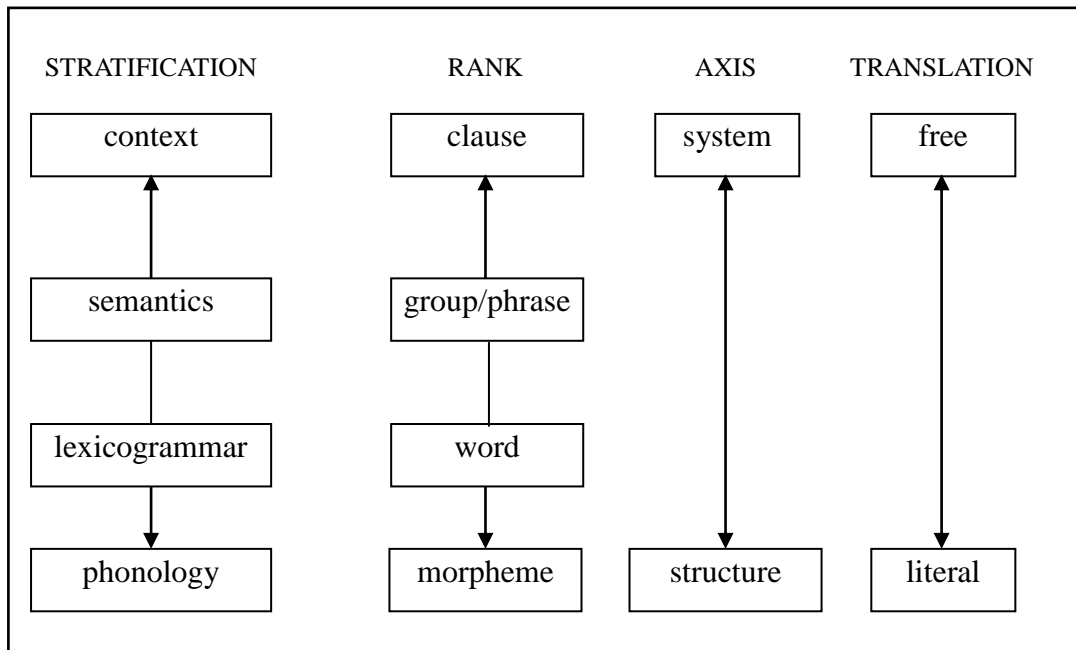 STRATIFICATION RANK AXIS TRANSLATION
context clause system free
semantics group/phrase
lexicogrammar word
phonology morpheme structure literal